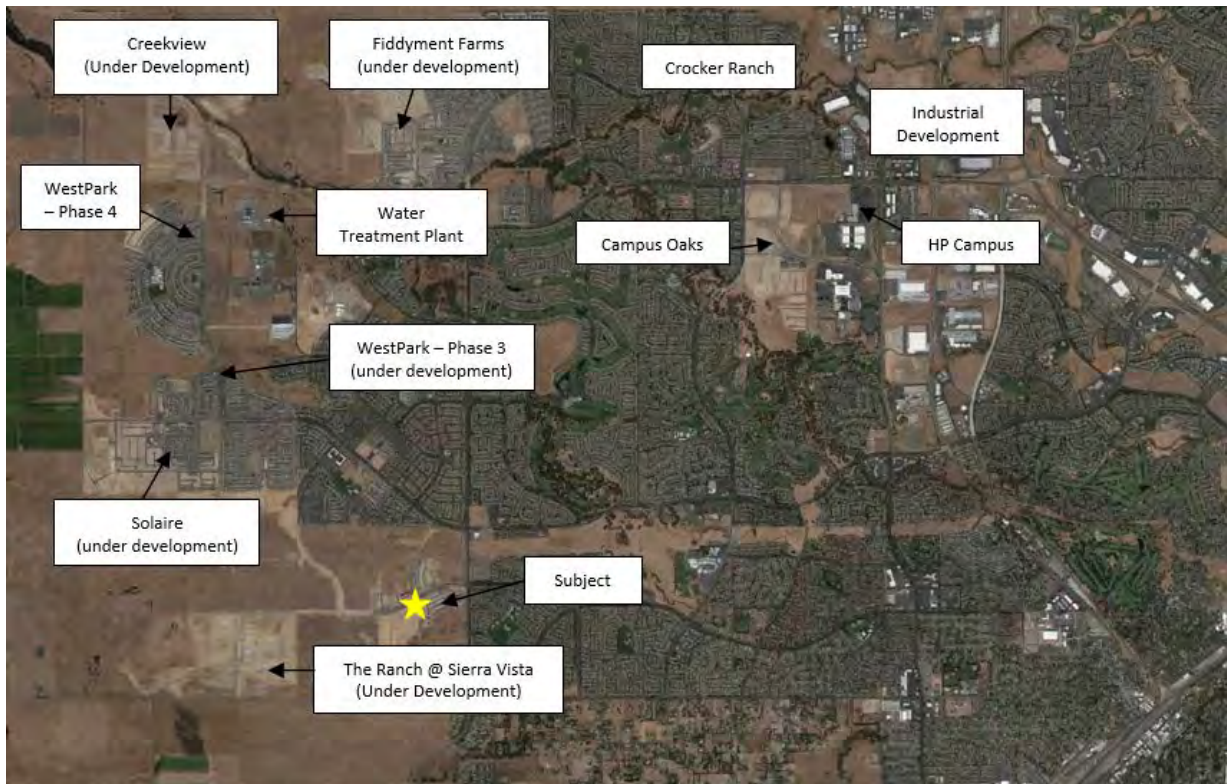 Creekview
(Under Development)
Fiddyment Farms
(under development)
Crocker Ranch
Industrial
Development
WestPark
– Phase 4
Water
Treatment Plant
Campus Oaks
HP Campus
WestPark – Phase 3
(under development)
Solaire
(under development)
Subject
The Ranch @ Sierra Vista
(Under Development)